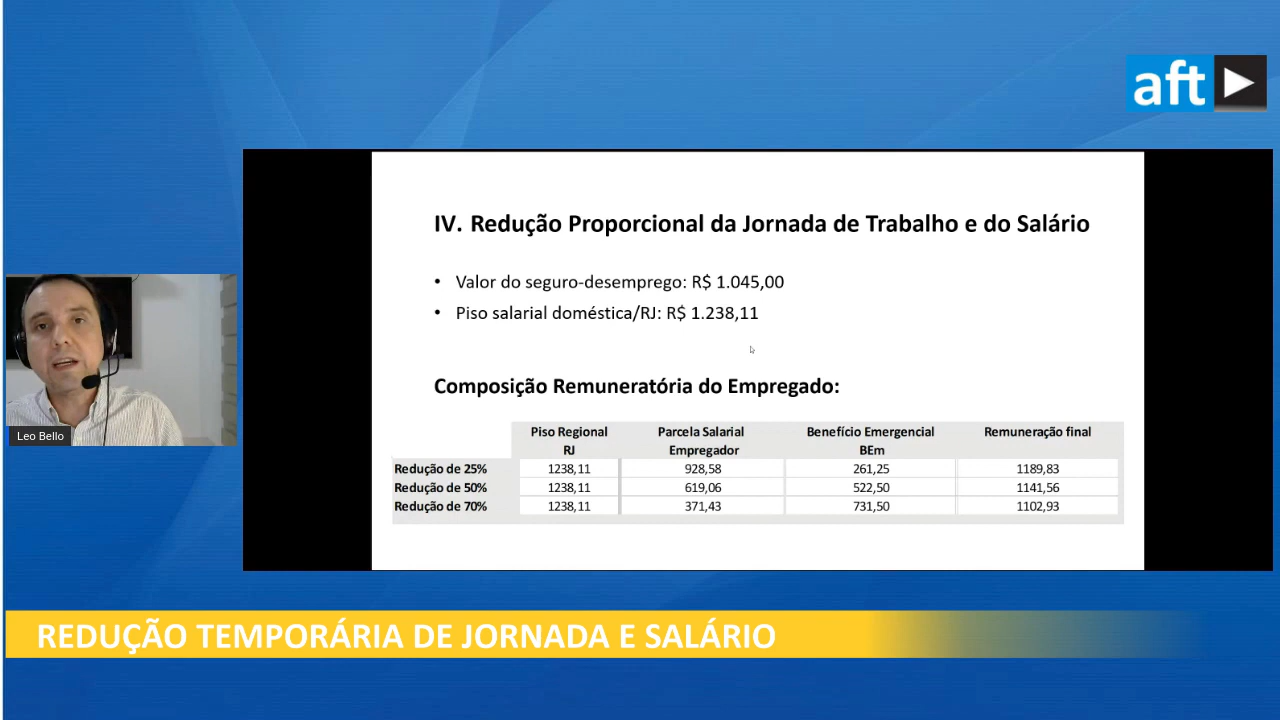 aft
IV. Redução Proporcional da Jornada de Trabalho e do Salário
• Valor do seguro-desemprego: R$ 1.045,00
• Piso salarial doméstica/RJ: R$ 1.238,11
Composição Remuneratória do Empregado:
Piso Regional RJ Parcela Salarial Empregador Benefício Emergencial BEm Remuneração final
Redução de 25% 1238,11 928,58 261,25 1189,83
Redução de 50% 1238,11 619,06 522,50 1141,56
Redução de 70% 1238,11 371,43 731,50 1102,93
Leo Bello
REDUÇÃO TEMPORÁRIA DE JORNADA E SALÁRIO